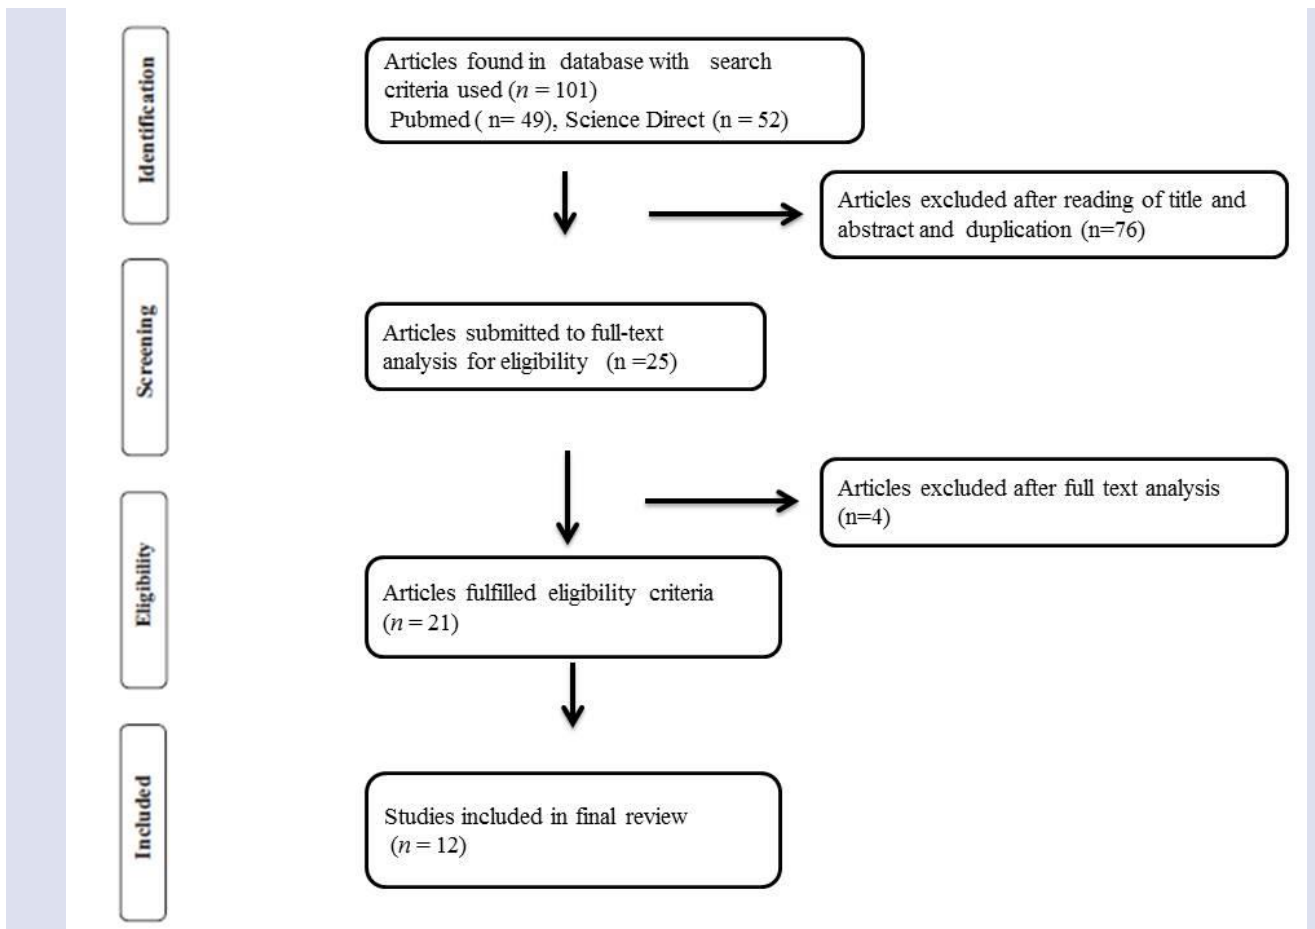 Identification
Articles found in database with search
criteria used (n = 101)
Pubmed ( n= 49), Science Direct (n = 52)
Articles excluded after reading of title and
abstract and duplication (n=76)
Screening
Articles submitted to full-text
analysis for eligibility (n =25)
Articles excluded after full text analysis
(n=4)
Eligibility
Articles fulfilled eligibility criteria
(n = 21)
Included
Studies included in final review
(n = 12)